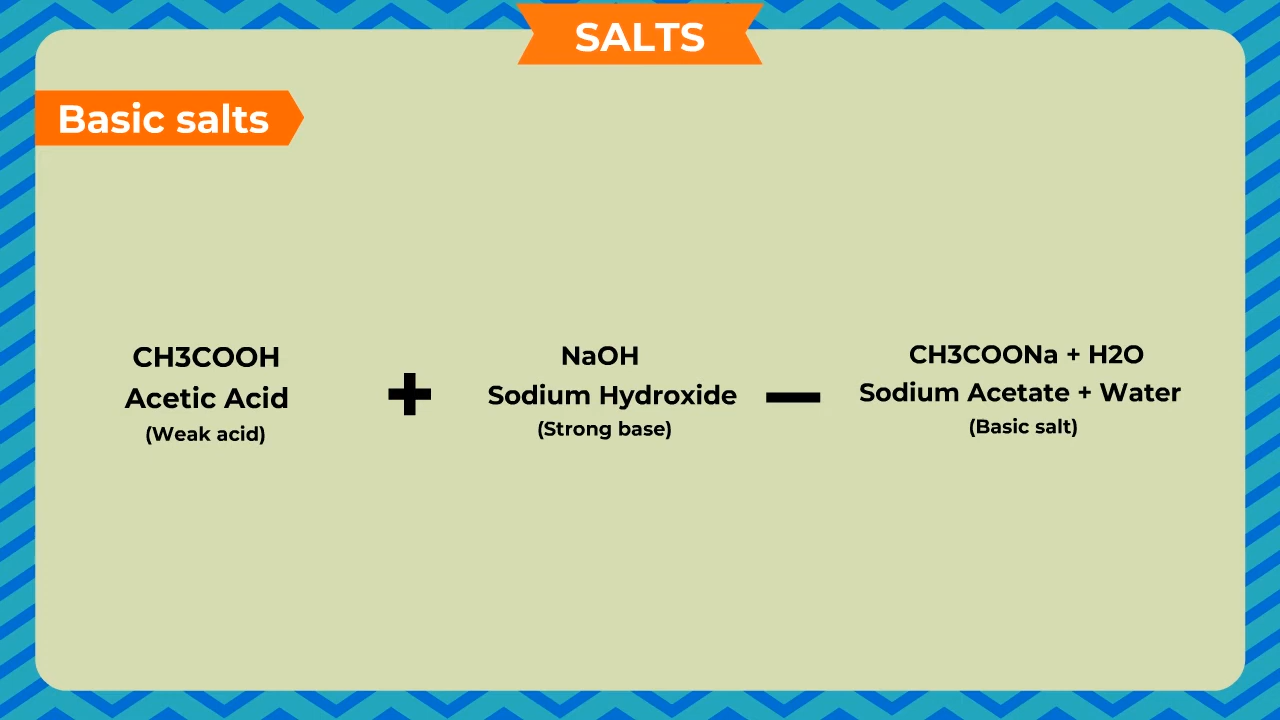 SALTS
Basic salts
CH3COOH
Acetic Acid
(Weak acid)
+
NaOH
Sodium Hydroxide
(Strong base)
—
CH3COONa + H2O
Sodium Acetate + Water
(Basic salt)